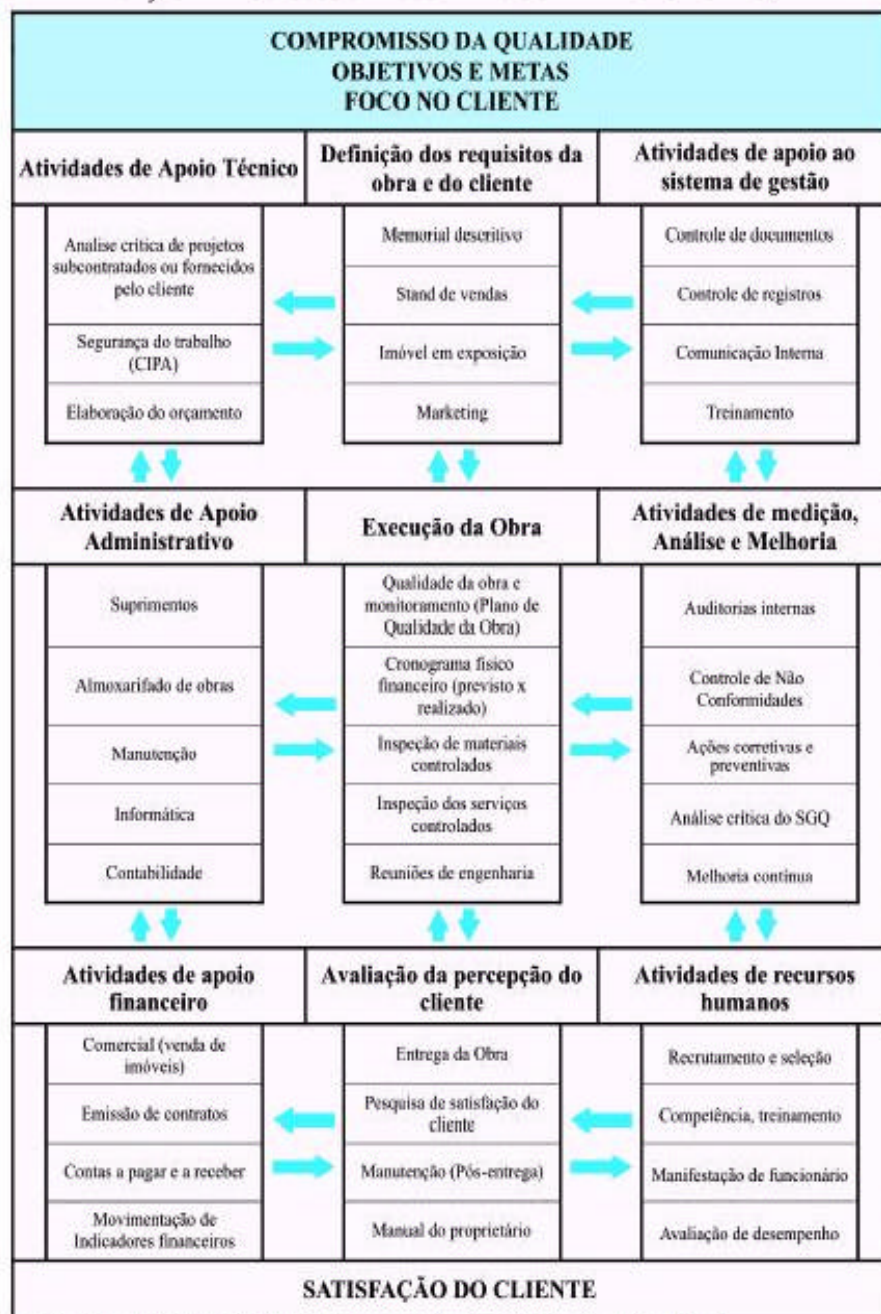 COMPROMISSO DA QUALIDADE
OBJETIVOS E METAS
FOCO NO CLIENTE
Atividades de Apoio Técnico
Definição dos requisitos da
obra e do cliente
Atividades de apoio ao
sistema de gestão
Analise crítica de projetos
subcontratados ou fornecidos
pelo cliente
Segurança do trabalho
(CIPA)
Elaboração do orçamento
Memorial descritivo
Stand de vendas
Imóvel em exposição
Marketing
Controle de documentos
Controle de registros
Comunicação Interna
Treinamento
Atividades de Apoio
Administrativo
Execução da Obra
Atividades de medição,
Análise e Melhoria
Suprimentos
Almoxarifado de obras
Manutenção
Informática
Contabilidade
Qualidade da obra e
monitoramento (Plano de
Qualidade da Obra)
Cronograma físico
financeiro (previsto x
realizado)
Inspeção de materiais
controlados
Inspeção dos serviços
controlados
Reuniões de engenharia
Auditorias internas
Controle de Não
Conformidades
Ações corretivas e
preventivas
Análise crítica do SGQ
Melhoria contínua
Atividades de apoio
financeiro
Avaliação da percepção do
cliente
Atividades de recursos
humanos
Comercial (venda de
imóveis)
Emissão de contratos
Contas a pagar e a receber
Movimentação de
Indicadores financeiros
Entrega da Obra
Pesquisa de satisfação do
cliente
Manutenção (Pós-entrega)
Manual do proprietário
Recrutamento e seleção
Competência, treinamento
Manifestação de funcionário
Avaliação de desempenho
SATISFAÇÃO DO CLIENTE